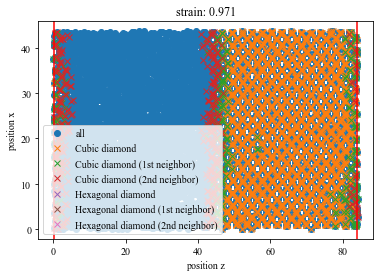 strain: 0.971
position x
40
30
20
10
0
all
Cubic diamond
Cubic diamond (1st neighbor)
Cubic diamond (2nd neighbor)
Hexagonal diamond
Hexagonal diamond (1st neighbor)
Hexagonal diamond (2nd neighbor)
0 20 40 60 80
position z